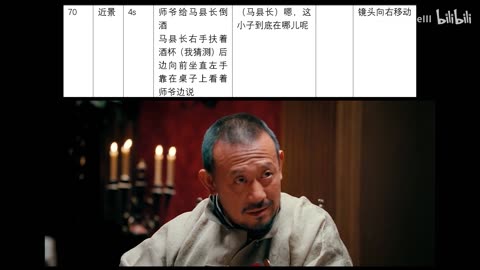 elll bilibili
70 近景 4s 师爷给马县长倒 （马县长）嗯，这 镜头向右移动
酒 小子到底在哪儿呢
马县长右手扶着
酒杯（我猜测）后
边向前坐直左手
靠在桌子上看着
师爷边说